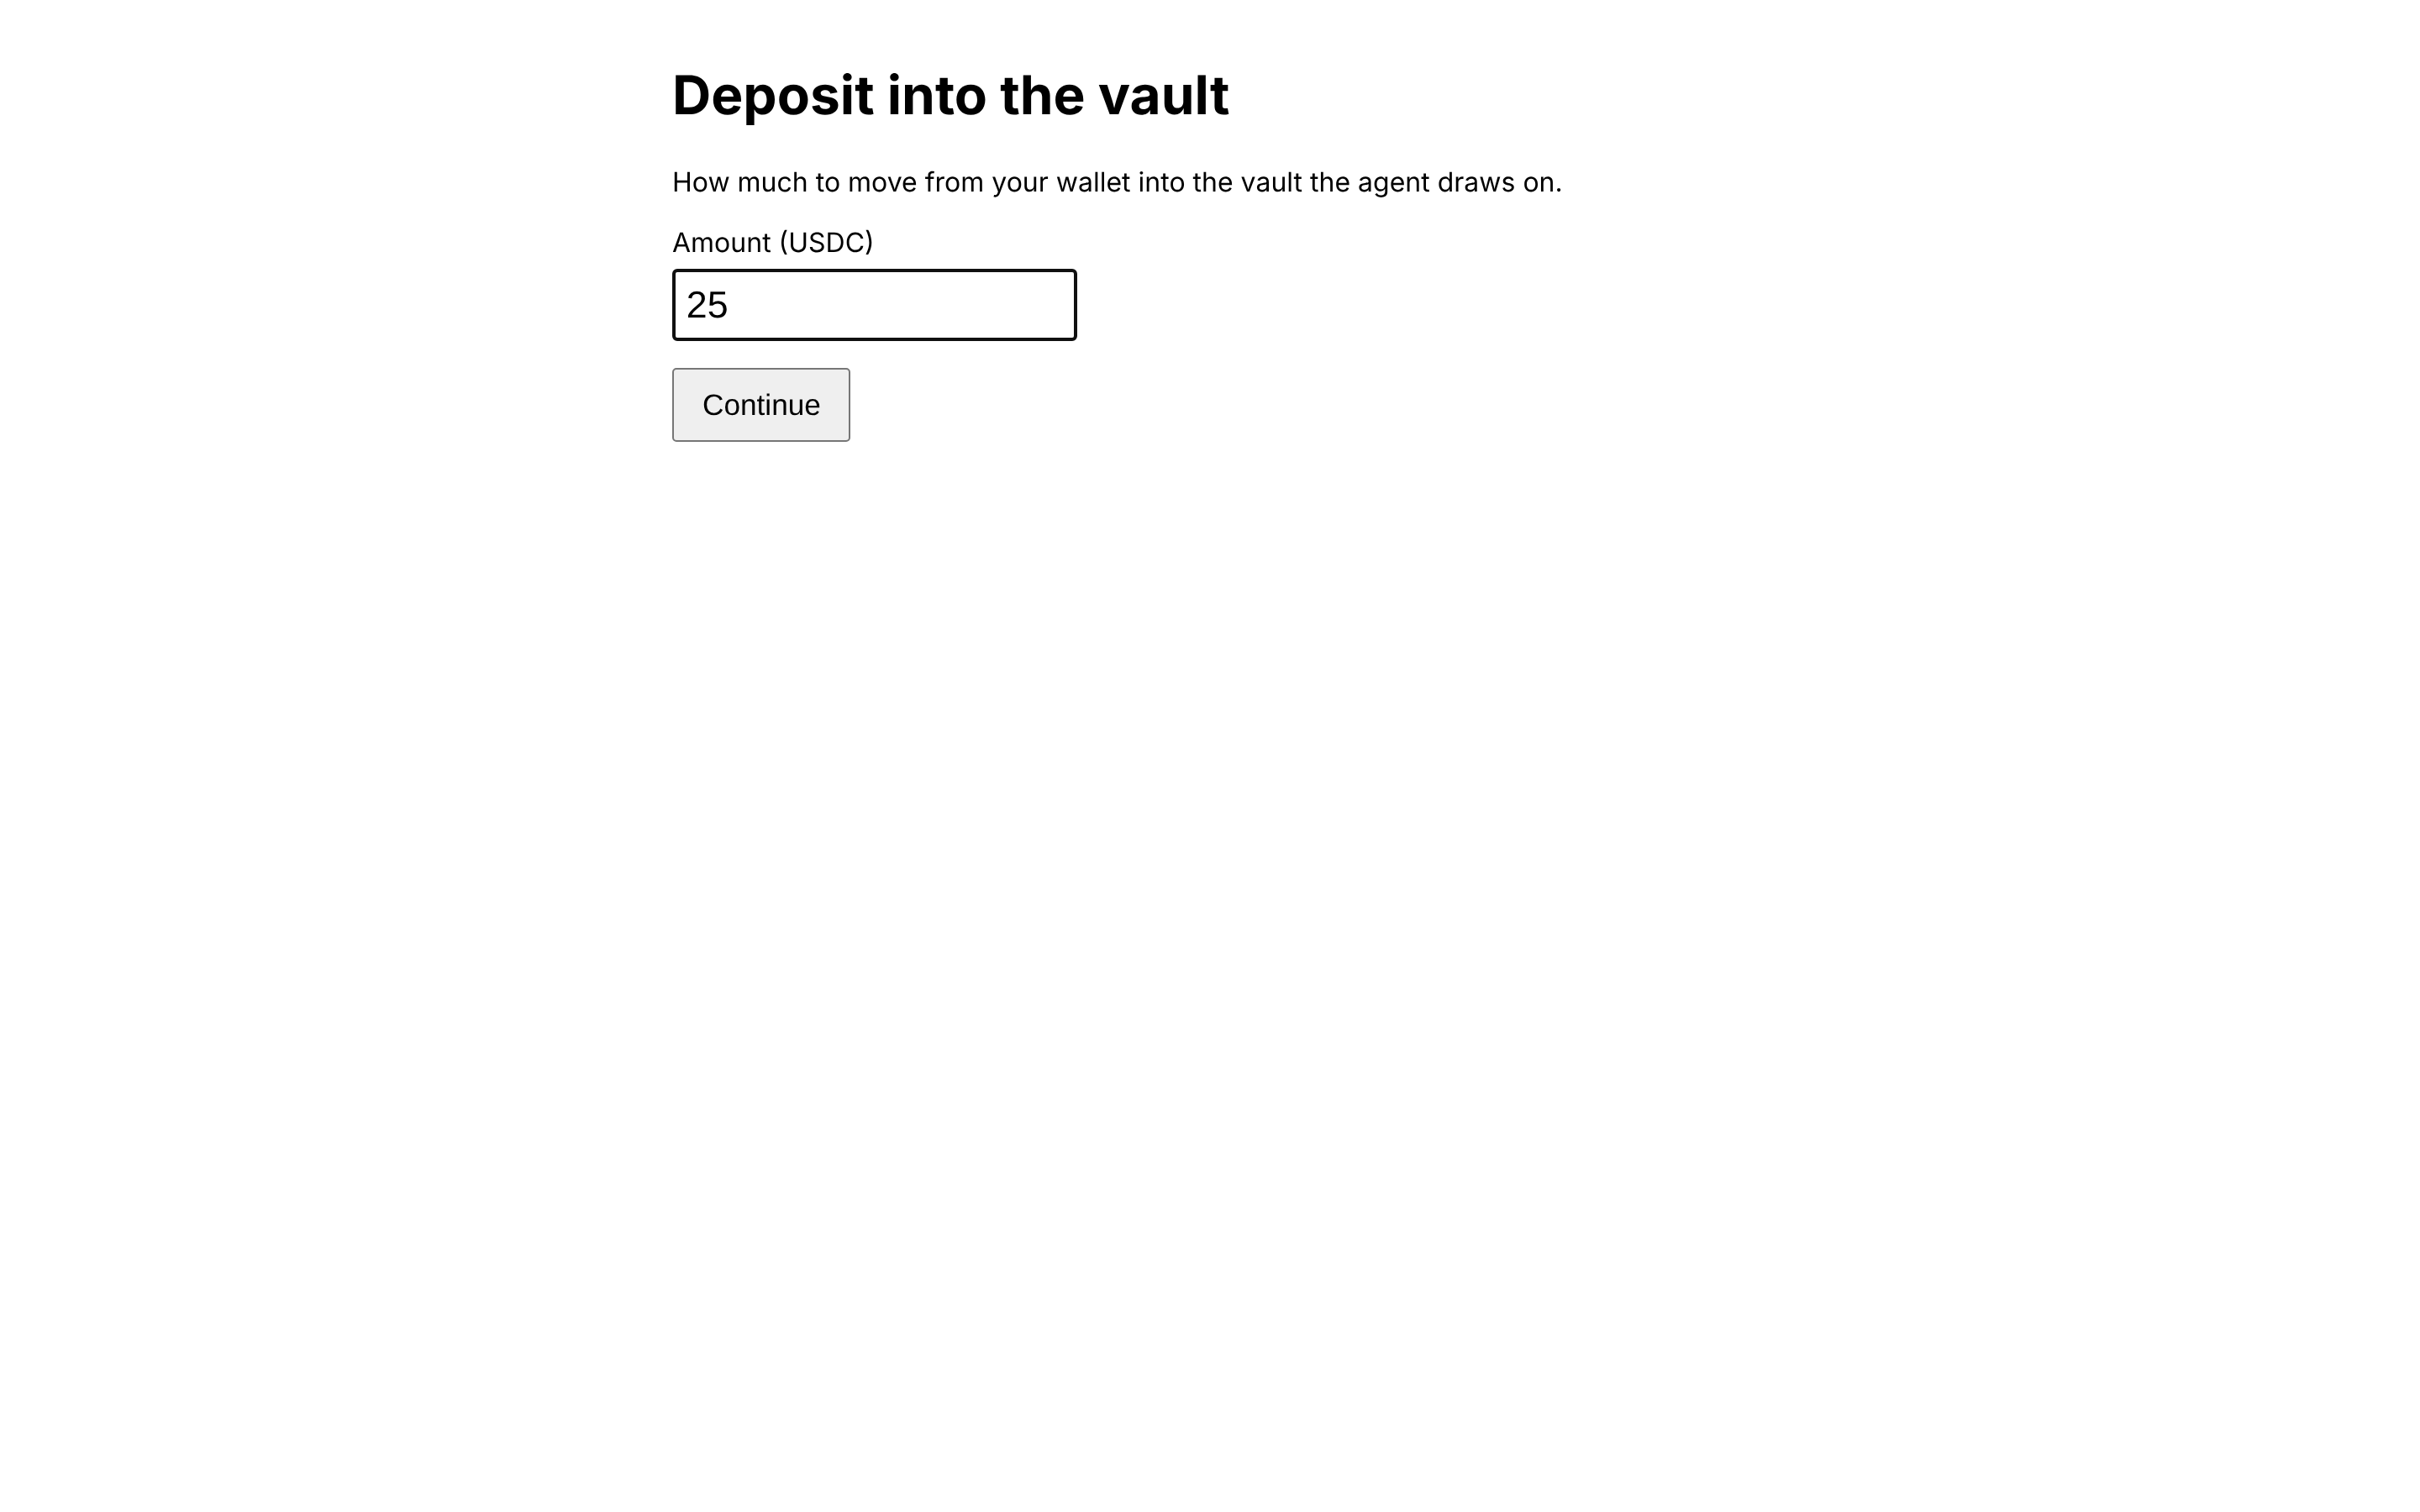 Deposit into the vault
How much to move from your wallet into the vault the agent draws on.
Amount (USDC)
25
Continue